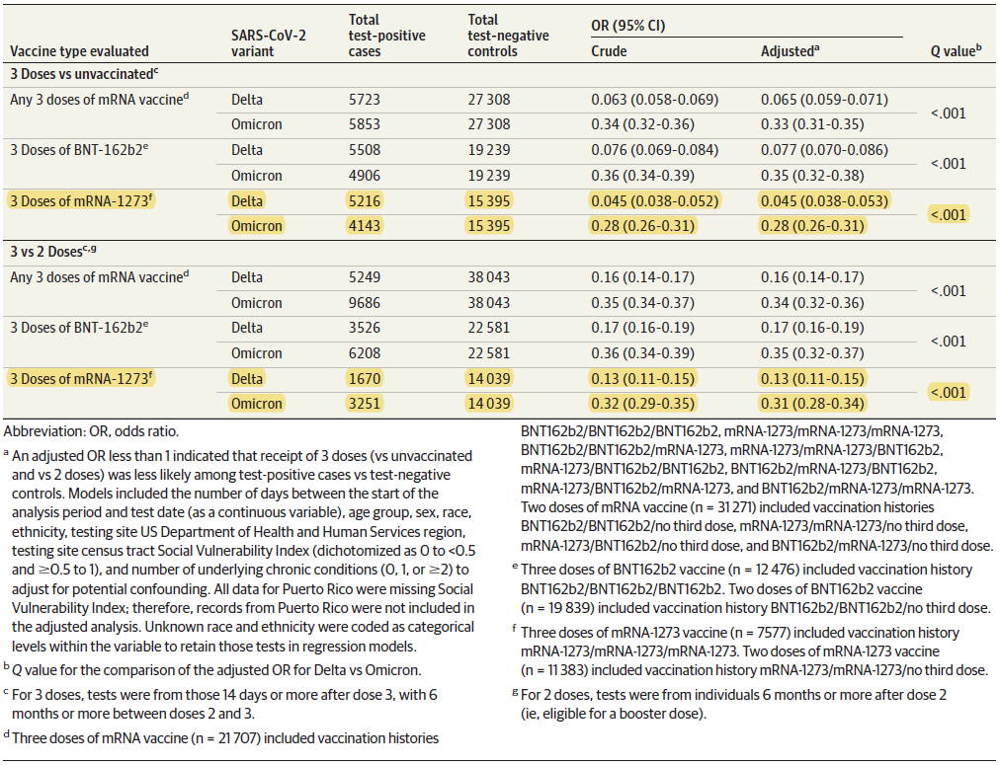 Vaccine type evaluated SARS-CoV-2 variant Total test-positive cases Total test-negative controls OR (95% CI) Crude Adjusteda Q valueb
3 Doses vs unvaccinatedc
Any 3 doses of mRNA vaccined Delta 5723 27 308 0.063 (0.058-0.069) 0.065 (0.059-0.071) <.001
Omicron 5853 27 308 0.34 (0.32-0.36) 0.33 (0.31-0.35)
3 Doses of BNT-162b2e Delta 5508 19 239 0.076 (0.069-0.084) 0.077 (0.070-0.086) <.001
Omicron 4906 19 239 0.36 (0.34-0.39) 0.35 (0.32-0.38)
3 Doses of mRNA-1273f Delta 5216 15 395 0.045 (0.038-0.052) 0.045 (0.038-0.053) <.001
Omicron 4143 15 395 0.28 (0.26-0.31) 0.28 (0.26-0.31)
3 vs 2 Dosesc,g
Any 3 doses of mRNA vaccined Delta 5249 38 043 0.16 (0.14-0.17) 0.16 (0.14-0.17) <.001
Omicron 9686 38 043 0.35 (0.34-0.37) 0.34 (0.32-0.36)
3 Doses of BNT-162b2e Delta 3526 22 581 0.17 (0.16-0.19) 0.17 (0.16-0.19) <.001
Omicron 6208 22 581 0.36 (0.34-0.39) 0.35 (0.32-0.37)
3 Doses of mRNA-1273f Delta 1670 14 039 0.13 (0.11-0.15) 0.13 (0.11-0.15) <.001
Omicron 3251 14 039 0.32 (0.29-0.35) 0.31 (0.28-0.34)
Abbreviation: OR, odds ratio.
a An adjusted OR less than 1 indicated that receipt of 3 doses (vs unvaccinated
and vs 2 doses) was less likely among test-positive cases vs test-negative
controls. Models included the number of days between the start of the
analysis period and test date (as a continuous variable), age group, sex, race,
ethnicity, testing site US Department of Health and Human Services region,
testing site census tract Social Vulnerability Index (dichotomized as 0 to <0.5
and ≥0.5 to 1), and number of underlying chronic conditions (0, 1, or ≥2) to
adjust for potential confounding. All data for Puerto Rico were missing Social
Vulnerability Index; therefore, records from Puerto Rico were not included in
the adjusted analysis. Unknown race and ethnicity were coded as categorical
levels within the variable to retain those tests in regression models.
b Q value for the comparison of the adjusted OR for Delta vs Omicron.
c For 3 doses, tests were from those 14 days or more after dose 3, with 6
months or more between doses 2 and 3.
d Three doses of mRNA vaccine (n = 21 707) included vaccination histories
BNT162b2/BNT162b2/BNT162b2, mRNA-1273/mRNA-1273/mRNA-1273,
BNT162b2/BNT162b2/mRNA-1273, mRNA-1273/mRNA-1273/BNT162b2,
mRNA-1273/BNT162b2/BNT162b2, BNT162b2/mRNA-1273/BNT162b2,
mRNA-1273/BNT162b2/mRNA-1273, and BNT162b2/mRNA-1273/mRNA-1273.
Two doses of mRNA vaccine (n = 31 271) included vaccination histories
BNT162b2/BNT162b2/no third dose, mRNA-1273/mRNA-1273/no third dose,
mRNA-1273/BNT162b2/no third dose, and BNT162b2/mRNA-1273/no third dose.
e Three doses of BNT162b2 vaccine (n = 12 476) included vaccination history
BNT162b2/BNT162b2/BNT162b2. Two doses of BNT162b2 vaccine
(n = 19 839) included vaccination history BNT162b2/BNT162b2/no third dose.
f Three doses of mRNA-1273 vaccine (n = 7577) included vaccination history
mRNA-1273/mRNA-1273/mRNA-1273. Two doses of mRNA-1273 vaccine
(n = 11 383) included vaccination history mRNA-1273/mRNA-1273/no third dose.
g For 2 doses, tests were from individuals 6 months or more after dose 2
(ie, eligible for a booster dose).